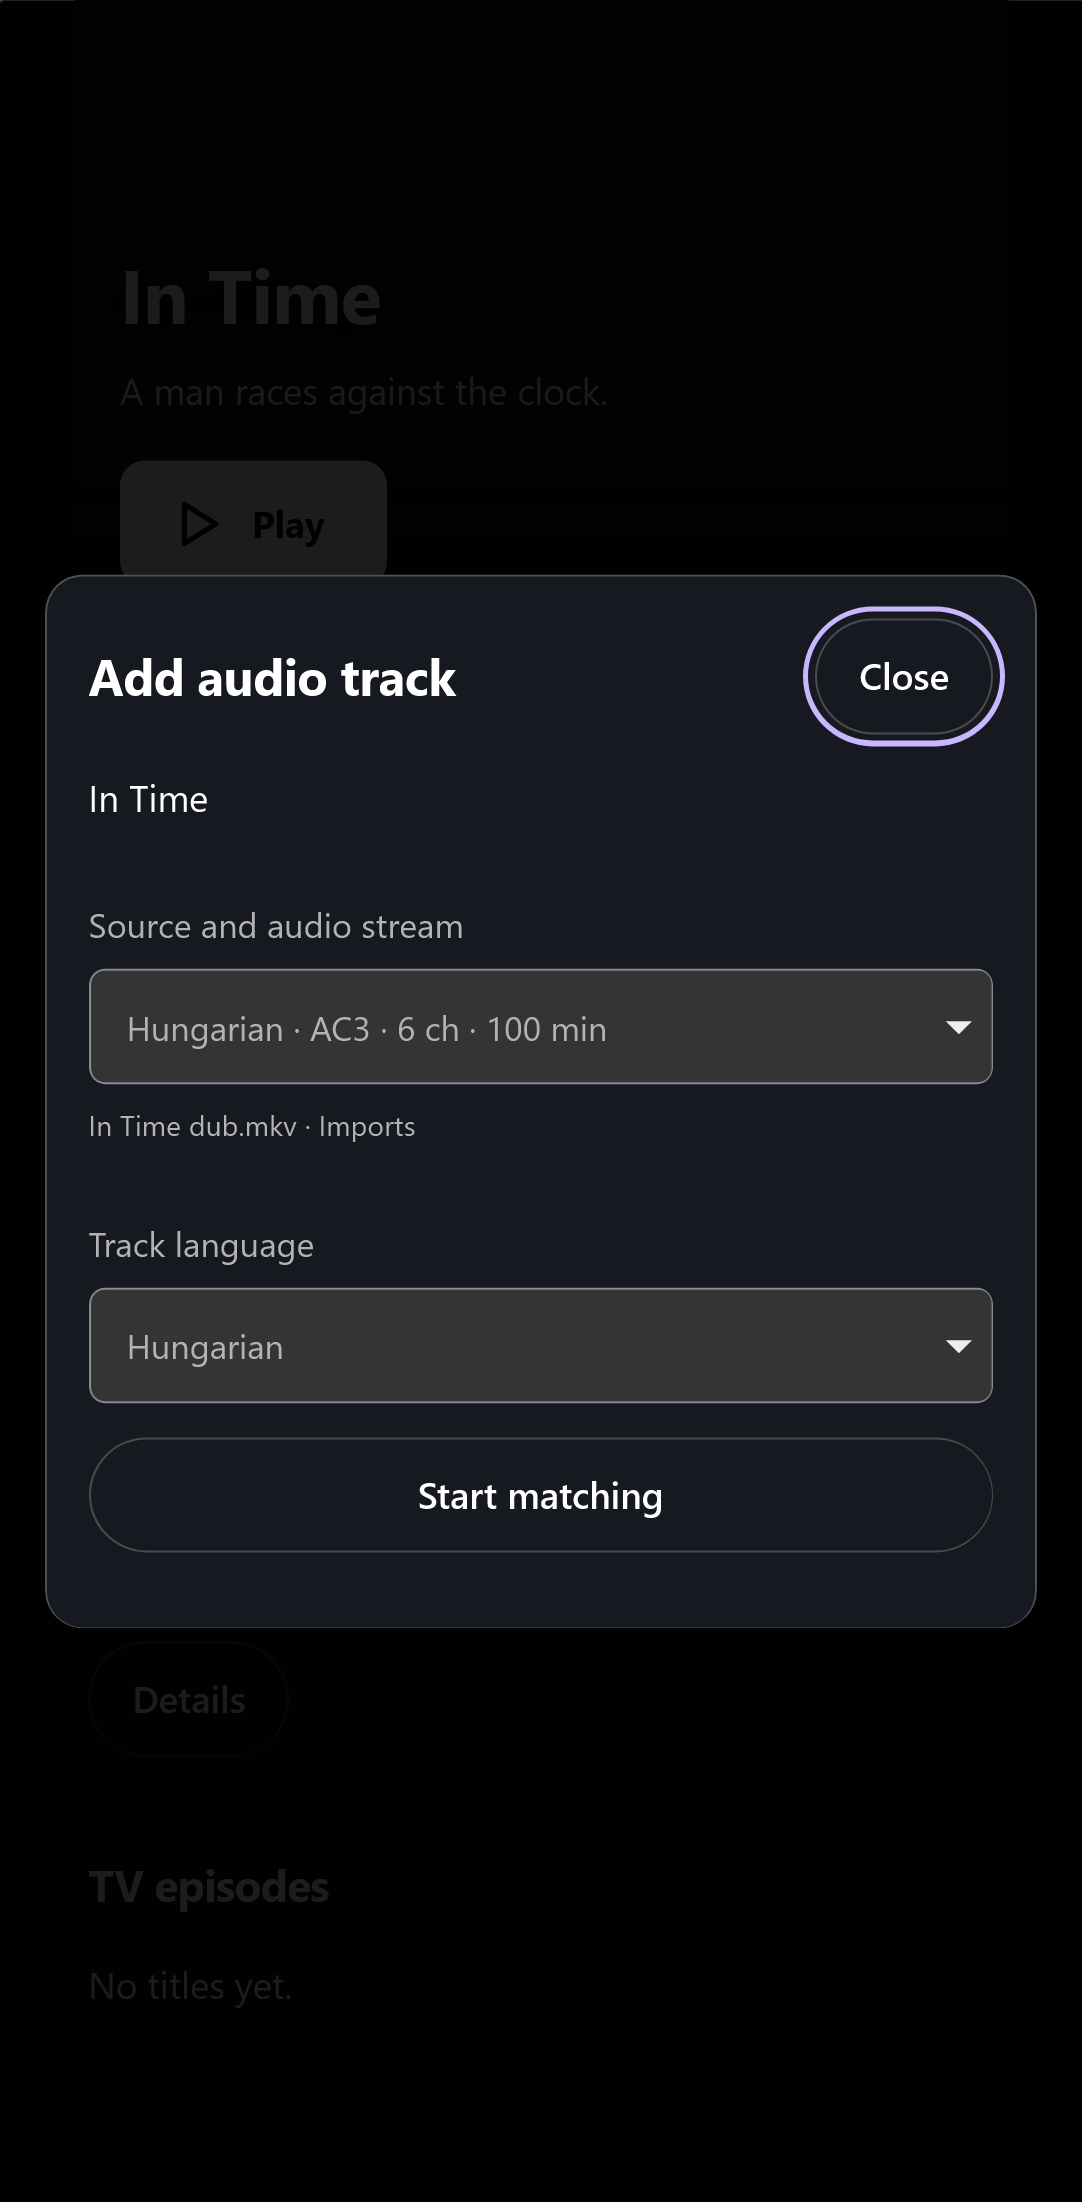 In Time
A man races against the clock.
Play
Add audio track
Close
In Time
Source and audio stream
Hungarian · AC3 · 6 ch · 100 min
In Time dub.mkv · Imports
Track language
Hungarian
Start matching
Details
TV episodes
No titles yet.